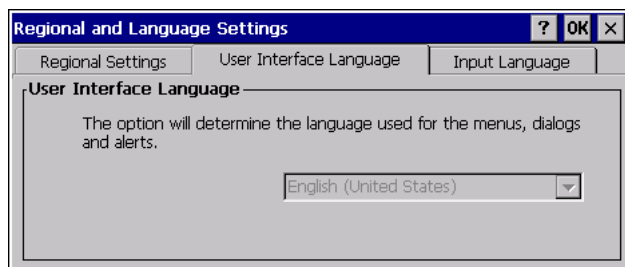 Regional and Language Settings ? OK ×
Regional Settings User Interface Language Input Language
User Interface Language
The option will determine the language used for the menus, dialogs
and alerts.
English (United States)